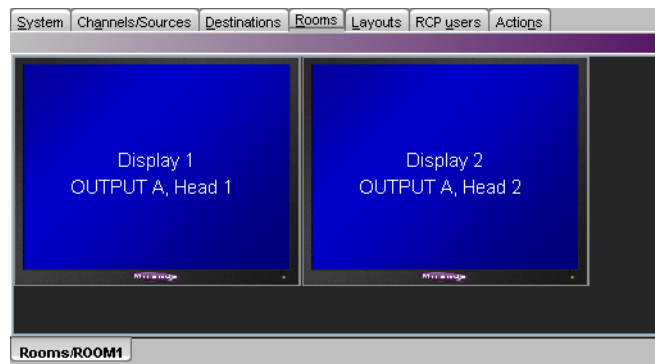 System Channels/Sources Destinations Rooms Layouts RCP users Actions
Display 1
OUTPUT A, Head 1
Display 2
OUTPUT A, Head 2
Rooms/ROOM1